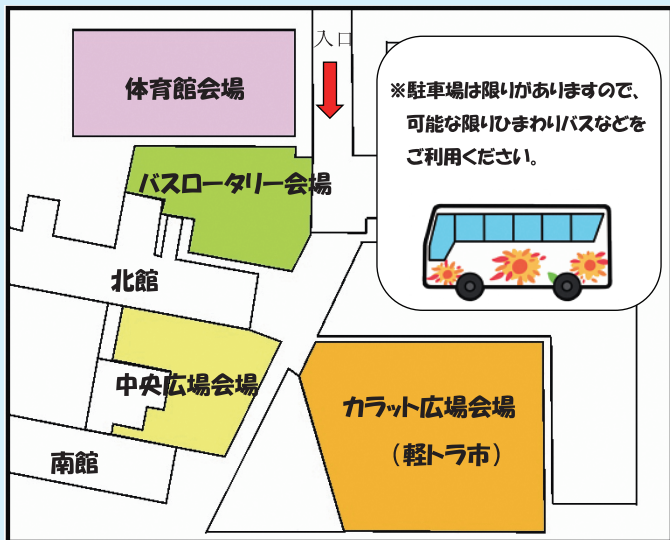 入口
体育館会場
※駐車場は限りがありますので、
可能な限りひまわりバスなどを
ご利用ください。
バスロータリー会場
北館
中央広場会場
カラット広場会場
（軽トラ市）
南館